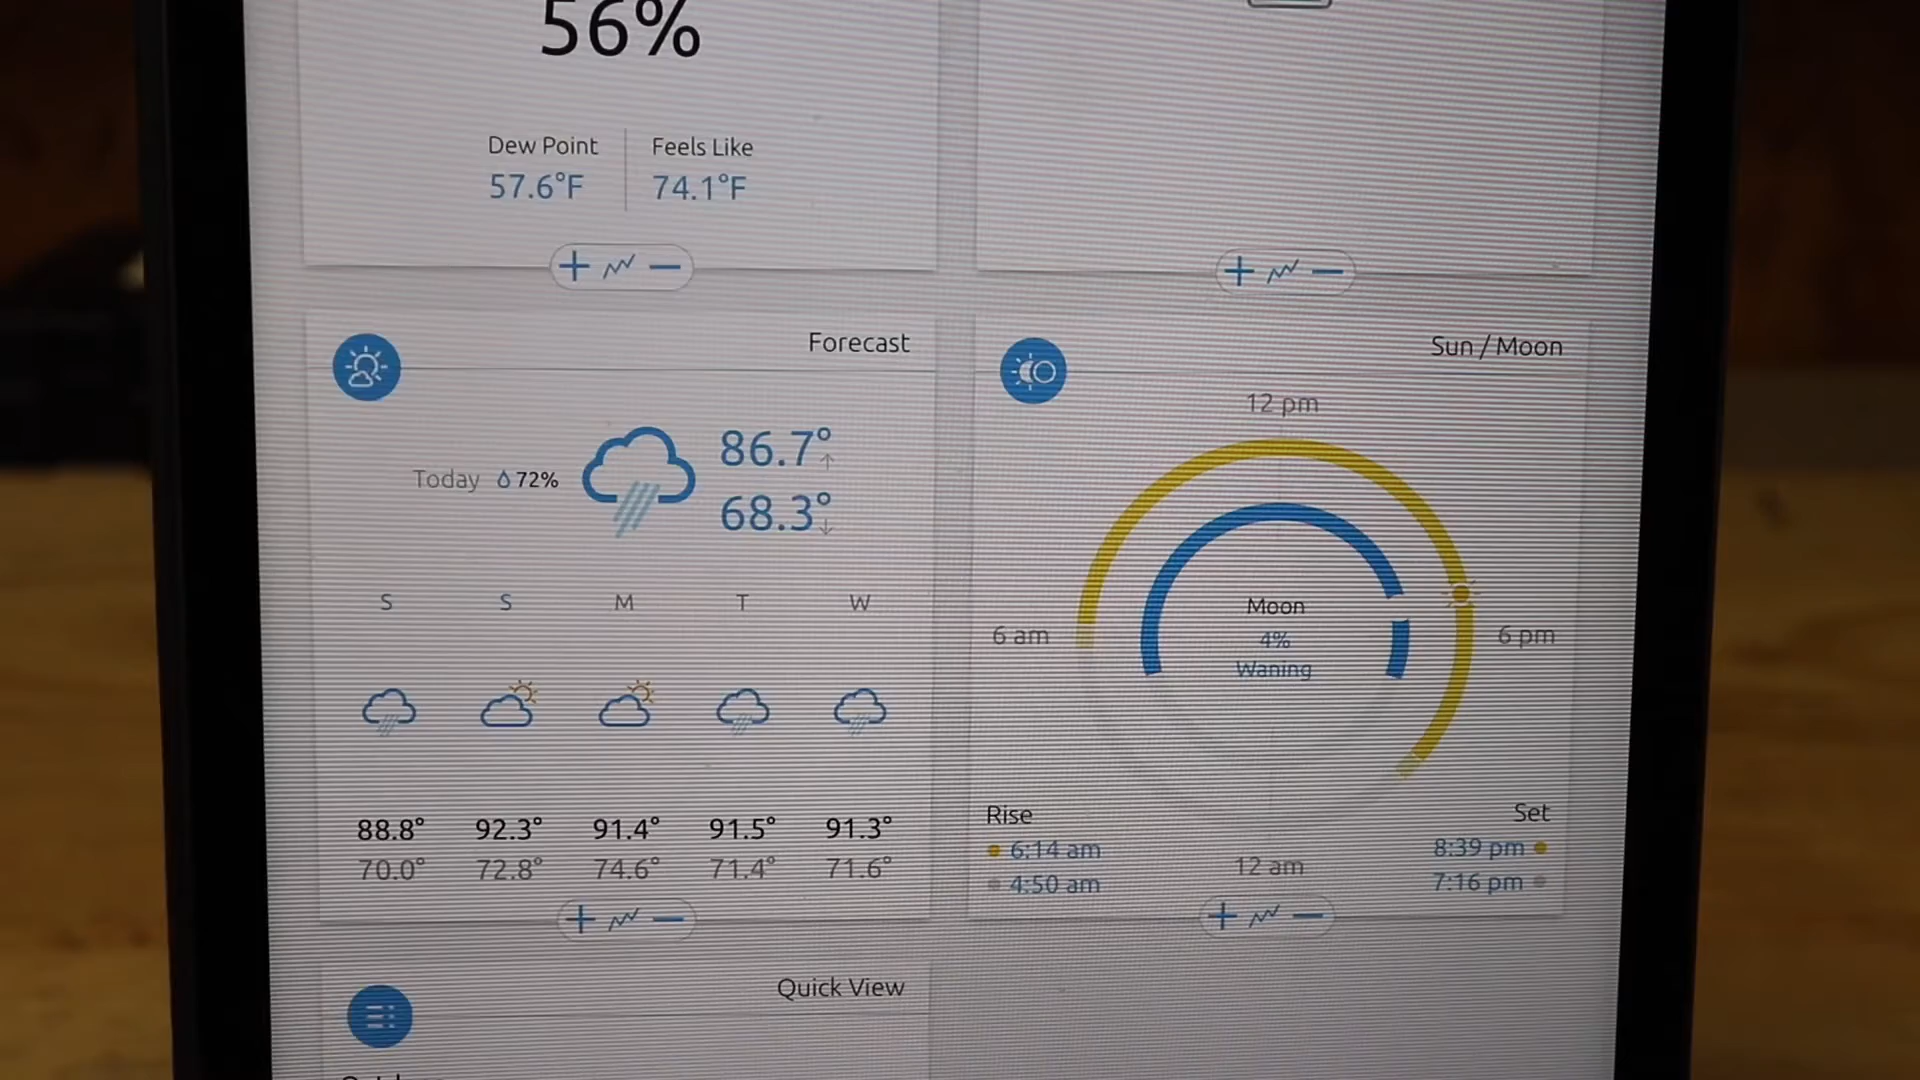 56%
Dew Point
57.6°F
Feels Like
74.1°F
Forecast
Today 72%
86.7°
68.3°
S S M T W
88.8° 92.3° 91.4° 91.5° 91.3°
70.0° 72.8° 74.6° 71.4° 71.6°
Sun / Moon
12 pm
6 am
6 pm
Moon
4%
Waning
Rise
6:14 am
4:50 am
12 am
Set
8:39 pm
7:16 pm
Quick View